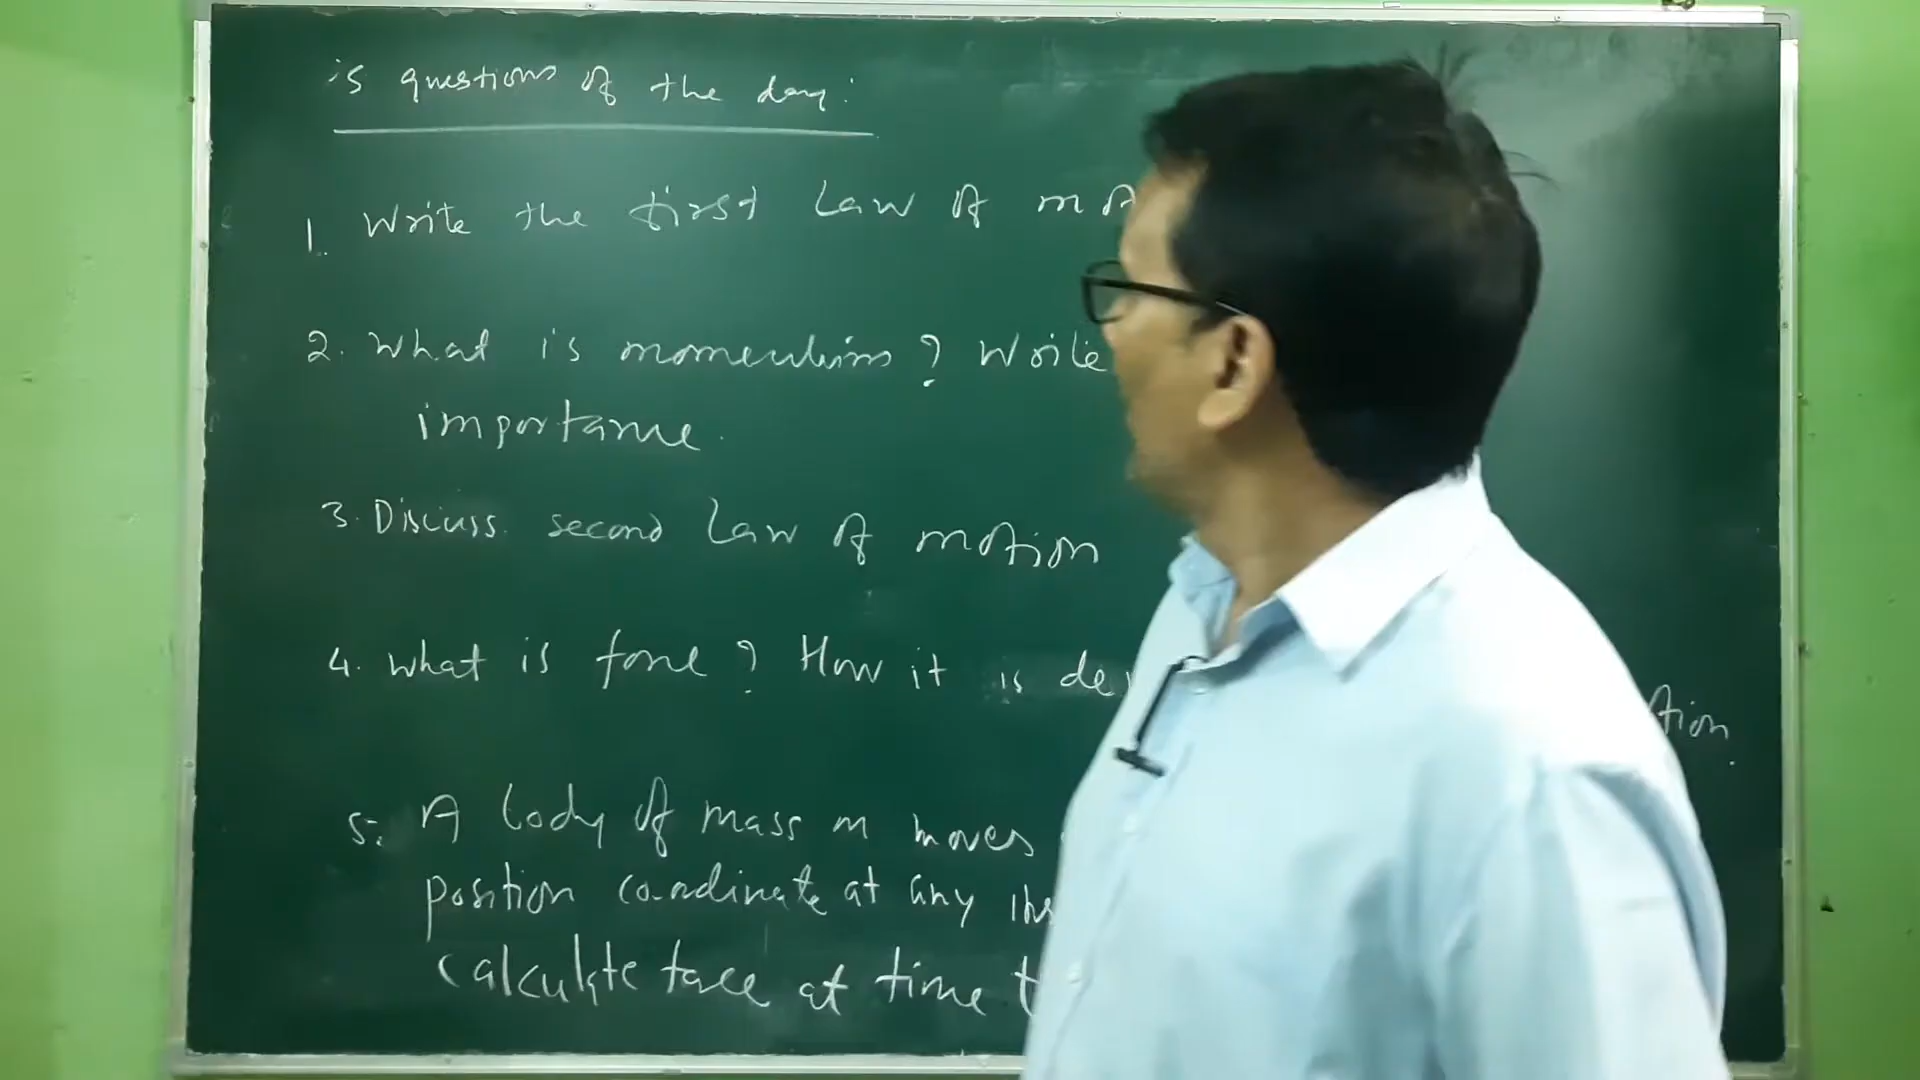 is questions of the day:
1. Write the first Law of
2. What is momentum? Write
importance.
3. Discuss second Law of motion
4. What is force? How it is
5. A body of mass m moves
position coordinate at any
calculate force at time t